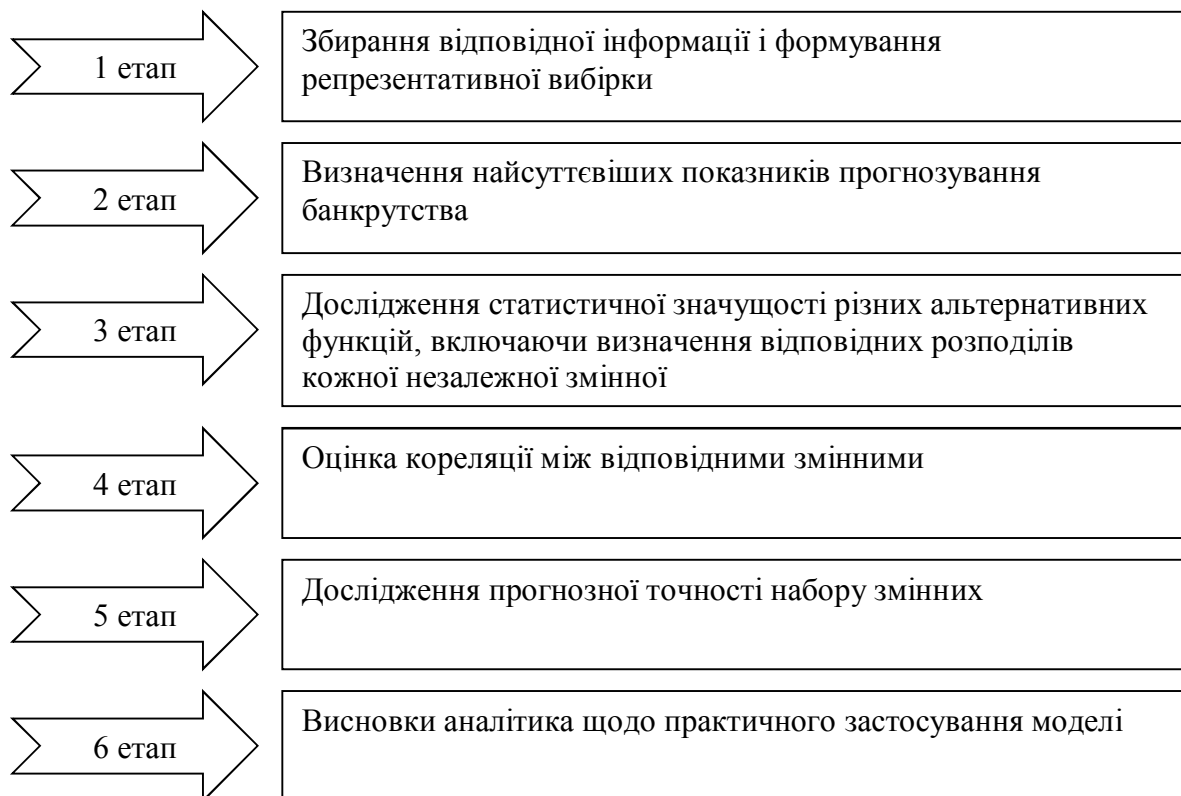 1 етап
Збирання відповідної інформації і формування
репрезентативної вибірки
2 етап
Визначення найсуттєвіших показників прогнозування
банкрутства
3 етап
Дослідження статистичної значущості різних альтернативних
функцій, включаючи визначення відповідних розподілів
кожної незалежної змінної
4 етап
Оцінка кореляції між відповідними змінними
5 етап
Дослідження прогнозної точності набору змінних
6 етап
Висновки аналітика щодо практичного застосування моделі